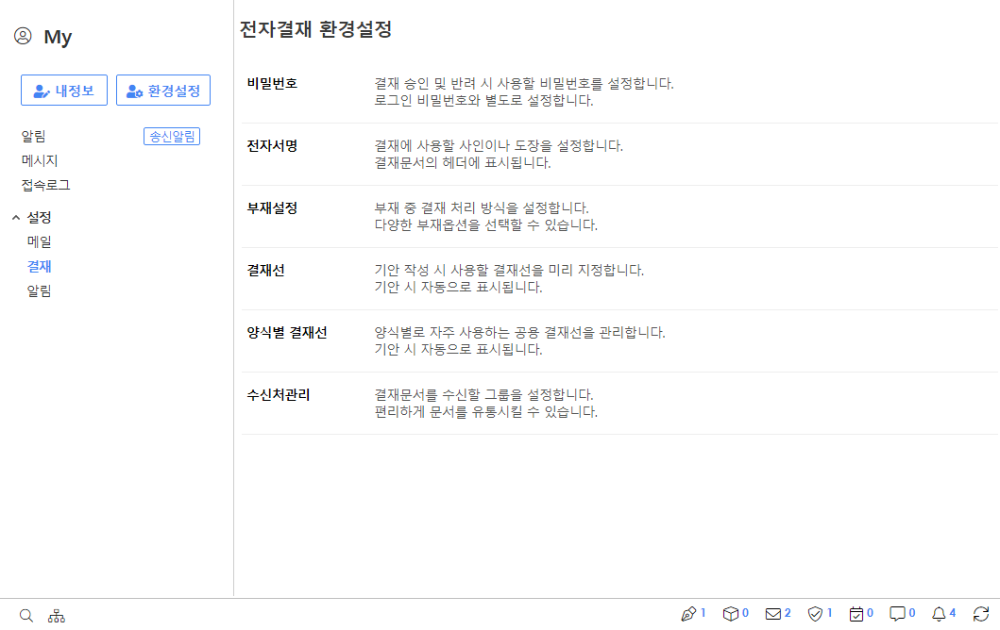 My
내정보
환경설정
알림
송신알림
메시지
접속로그
설정
메일
결재
알림
전자결재 환경설정
비밀번호
결재 승인 및 반려 시 사용할 비밀번호를 설정합니다.
로그인 비밀번호와 별도로 설정합니다.
전자서명
결재에 사용할 사인이나 도장을 설정합니다.
결재문서의 헤더에 표시됩니다.
부재설정
부재 중 결재 처리 방식을 설정합니다.
다양한 부재옵션을 선택할 수 있습니다.
결재선
기안 작성 시 사용할 결재선을 미리 지정합니다.
기안 시 자동으로 표시됩니다.
양식별 결재선
양식별로 자주 사용하는 공용 결재선을 관리합니다.
기안 시 자동으로 표시됩니다.
수신처관리
결재문서를 수신할 그룹을 설정합니다.
편리하게 문서를 유통시킬 수 있습니다.
1 0 2 1 0 0 4